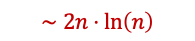 ~ 2n · ln(n)